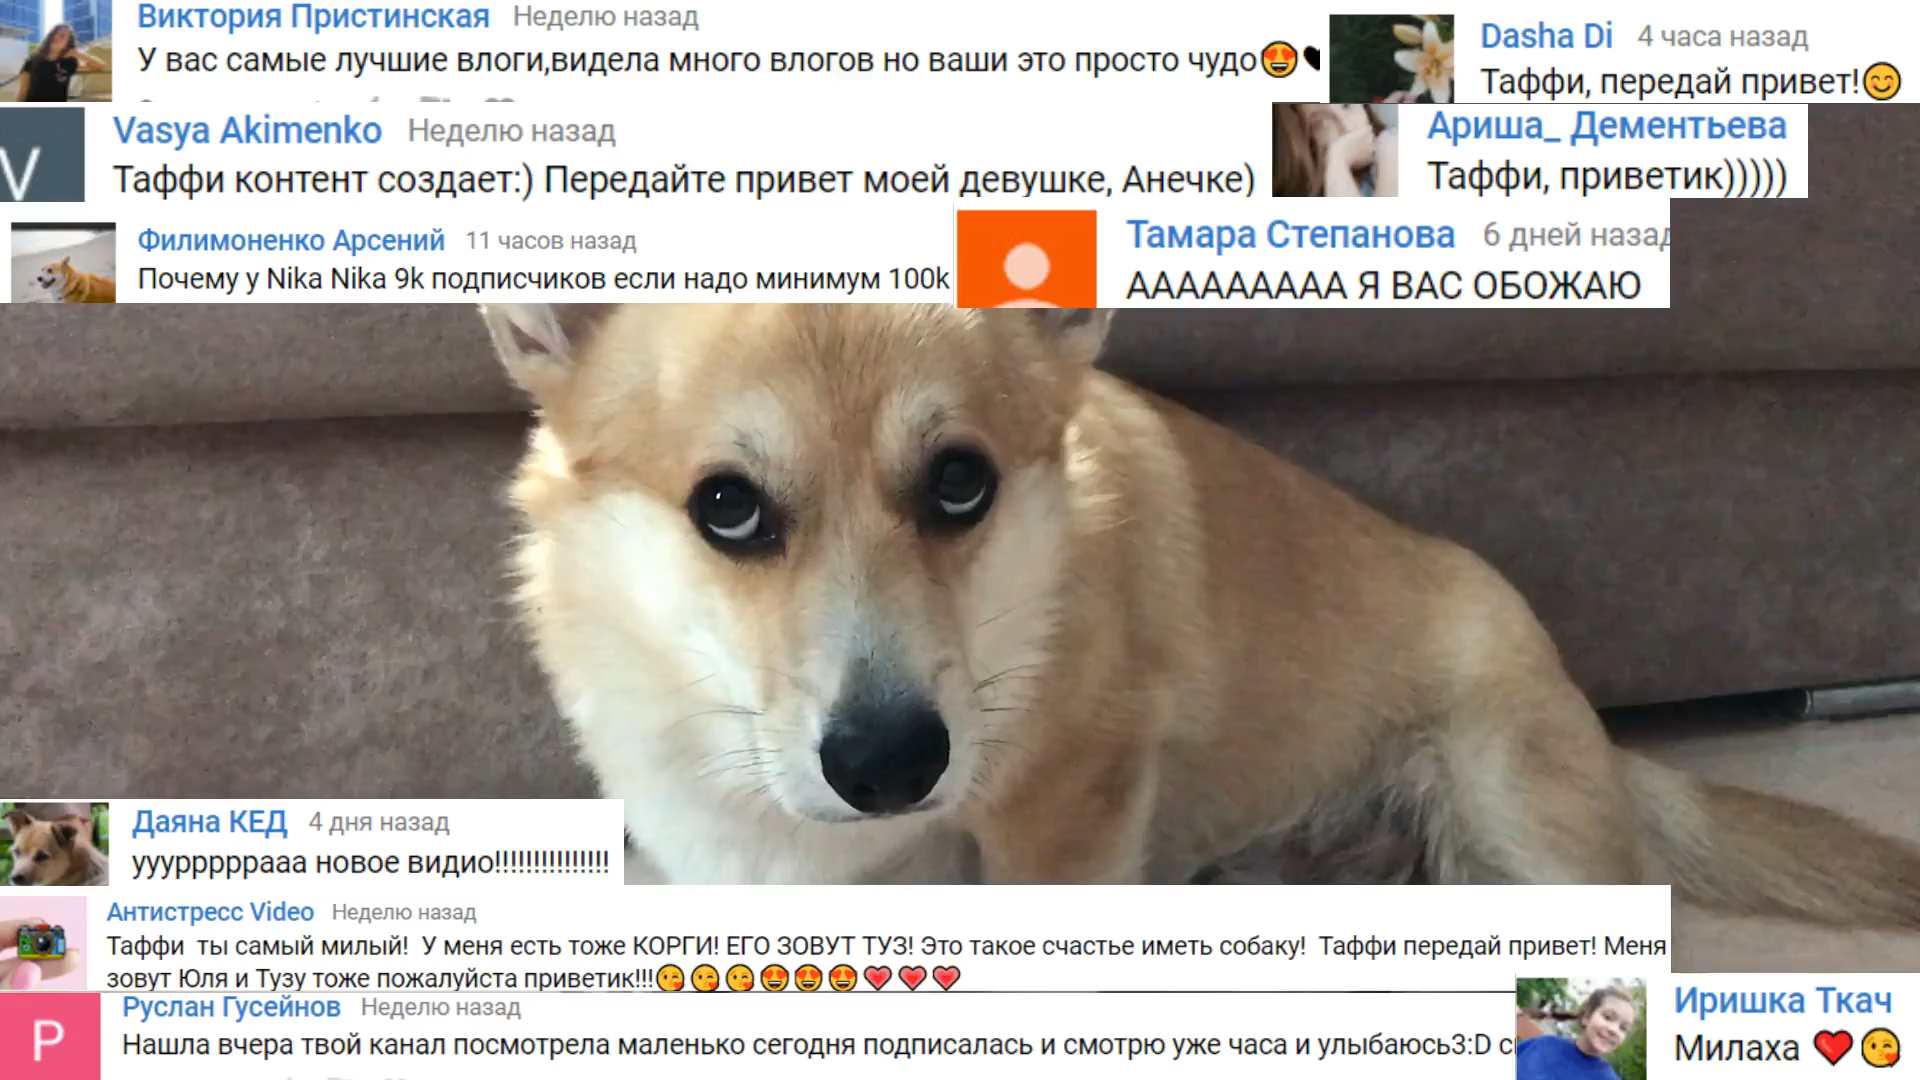 Виктория Пристинская Неделю назад
У вас самые лучшие влоги,видела много влогов но ваши это просто чудо😍🖤
Dasha Di 4 часа назад
Таффи, передай привет!😊
Vasya Akimenko Неделю назад
V
Таффи контент создает:) Передайте привет моей девушке, Анечке)
Ариша_ Дементьева
Таффи, приветик)))))
Филимоненко Арсений 11 часов назад
Почему у Nika Nika 9k подписчиков если надо минимум 100k
Тамара Степанова 6 дней назад
ААААААААА Я ВАС ОБОЖАЮ
Даяна КЕД 4 дня назад
ууурррррааа новое видио!!!!!!!!!!!!!!!
Антистресс Video Неделю назад
Таффи ты самый милый! У меня есть тоже КОРГИ! ЕГО ЗОВУТ ТУЗ! Это такое счастье иметь собаку! Таффи передай привет! Меня
зовут Юля и Тузу тоже пожалуйста приветик!!!😘😘😘😍😍😍❤❤❤
Руслан Гусейнов Неделю назад
Р
Нашла вчера твой канал посмотрела маленько сегодня подписалась и смотрю уже часа и улыбаюсь3:D
Иришка Ткач
Милаха ❤😘